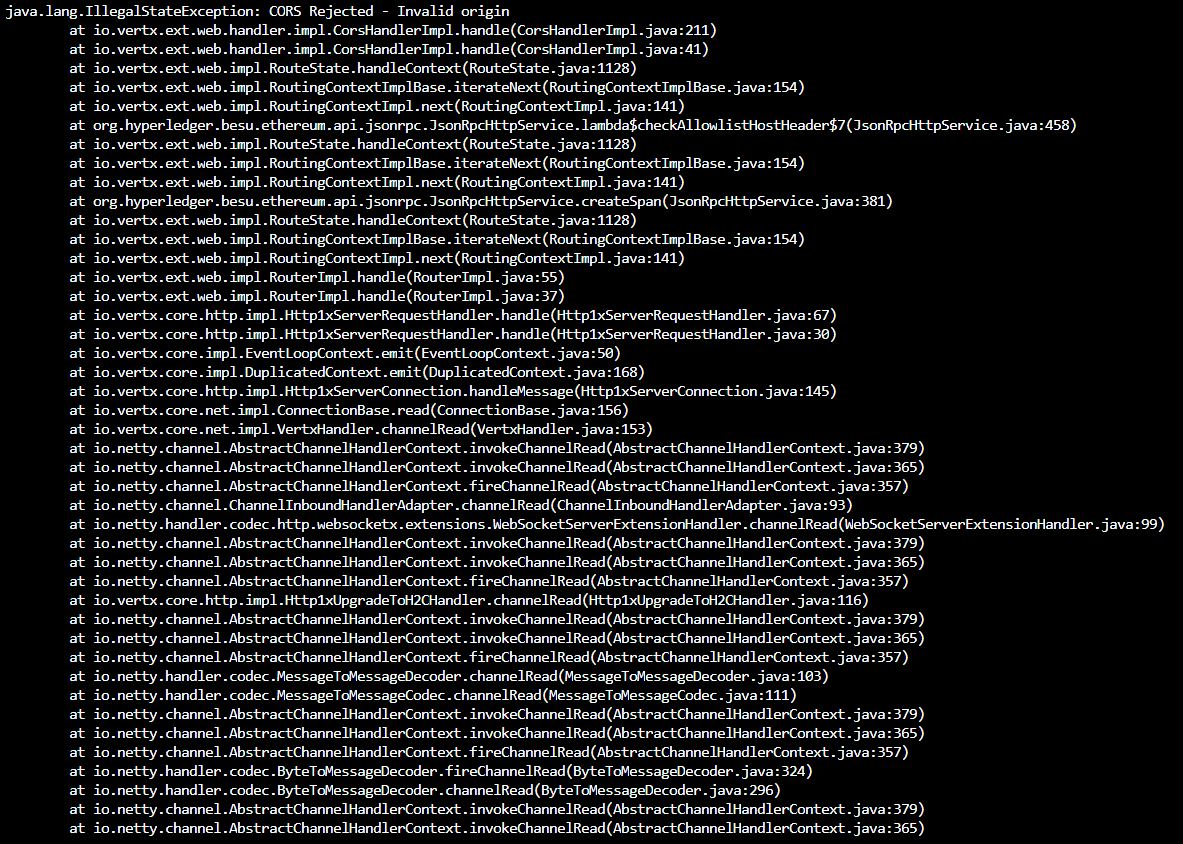 java.lang.IllegalStateException: CORS Rejected - Invalid origin
at io.vertx.ext.web.handler.impl.CorsHandlerImpl.handle(CorsHandlerImpl.java:211)
at io.vertx.ext.web.handler.impl.CorsHandlerImpl.handle(CorsHandlerImpl.java:41)
at io.vertx.ext.web.impl.RouteState.handleContext(RouteState.java:1128)
at io.vertx.ext.web.impl.RoutingContextImplBase.iterateNext(RoutingContextImplBase.java:154)
at io.vertx.ext.web.impl.RoutingContextImpl.next(RoutingContextImpl.java:141)
at org.hyperledger.besu.ethereum.api.jsonrpc.JsonRpcHttpService.lambda$checkAllowlistHostHeader$7(JsonRpcHttpService.java:458)
at io.vertx.ext.web.impl.RouteState.handleContext(RouteState.java:1128)
at io.vertx.ext.web.impl.RoutingContextImplBase.iterateNext(RoutingContextImplBase.java:154)
at io.vertx.ext.web.impl.RoutingContextImpl.next(RoutingContextImpl.java:141)
at org.hyperledger.besu.ethereum.api.jsonrpc.JsonRpcHttpService.createSpan(JsonRpcHttpService.java:381)
at io.vertx.ext.web.impl.RouteState.handleContext(RouteState.java:1128)
at io.vertx.ext.web.impl.RoutingContextImplBase.iterateNext(RoutingContextImplBase.java:154)
at io.vertx.ext.web.impl.RoutingContextImpl.next(RoutingContextImpl.java:141)
at io.vertx.ext.web.impl.RouterImpl.handle(RouterImpl.java:55)
at io.vertx.ext.web.impl.RouterImpl.handle(RouterImpl.java:37)
at io.vertx.core.http.impl.Http1xServerRequestHandler.handle(Http1xServerRequestHandler.java:67)
at io.vertx.core.http.impl.Http1xServerRequestHandler.handle(Http1xServerRequestHandler.java:30)
at io.vertx.core.impl.EventLoopContext.emit(EventLoopContext.java:50)
at io.vertx.core.impl.DuplicatedContext.emit(DuplicatedContext.java:168)
at io.vertx.core.http.impl.Http1xServerConnection.handleMessage(Http1xServerConnection.java:145)
at io.vertx.core.net.impl.ConnectionBase.read(ConnectionBase.java:156)
at io.vertx.core.net.impl.VertxHandler.channelRead(VertxHandler.java:153)
at io.netty.channel.AbstractChannelHandlerContext.invokeChannelRead(AbstractChannelHandlerContext.java:379)
at io.netty.channel.AbstractChannelHandlerContext.invokeChannelRead(AbstractChannelHandlerContext.java:365)
at io.netty.channel.AbstractChannelHandlerContext.fireChannelRead(AbstractChannelHandlerContext.java:357)
at io.netty.channel.ChannelInboundHandlerAdapter.channelRead(ChannelInboundHandlerAdapter.java:93)
at io.netty.handler.codec.http.websocketx.extensions.WebSocketServerExtensionHandler.channelRead(WebSocketServerExtensionHandler.java:99)
at io.netty.channel.AbstractChannelHandlerContext.invokeChannelRead(AbstractChannelHandlerContext.java:379)
at io.netty.channel.AbstractChannelHandlerContext.invokeChannelRead(AbstractChannelHandlerContext.java:365)
at io.netty.channel.AbstractChannelHandlerContext.fireChannelRead(AbstractChannelHandlerContext.java:357)
at io.vertx.core.http.impl.Http1xUpgradeToH2CHandler.channelRead(Http1xUpgradeToH2CHandler.java:116)
at io.netty.channel.AbstractChannelHandlerContext.invokeChannelRead(AbstractChannelHandlerContext.java:379)
at io.netty.channel.AbstractChannelHandlerContext.invokeChannelRead(AbstractChannelHandlerContext.java:365)
at io.netty.channel.AbstractChannelHandlerContext.fireChannelRead(AbstractChannelHandlerContext.java:357)
at io.netty.handler.codec.MessageToMessageDecoder.channelRead(MessageToMessageDecoder.java:103)
at io.netty.handler.codec.MessageToMessageCodec.channelRead(MessageToMessageCodec.java:111)
at io.netty.channel.AbstractChannelHandlerContext.invokeChannelRead(AbstractChannelHandlerContext.java:379)
at io.netty.channel.AbstractChannelHandlerContext.invokeChannelRead(AbstractChannelHandlerContext.java:365)
at io.netty.channel.AbstractChannelHandlerContext.fireChannelRead(AbstractChannelHandlerContext.java:357)
at io.netty.handler.codec.ByteToMessageDecoder.fireChannelRead(ByteToMessageDecoder.java:324)
at io.netty.handler.codec.ByteToMessageDecoder.channelRead(ByteToMessageDecoder.java:296)
at io.netty.channel.AbstractChannelHandlerContext.invokeChannelRead(AbstractChannelHandlerContext.java:379)
at io.netty.channel.AbstractChannelHandlerContext.invokeChannelRead(AbstractChannelHandlerContext.java:365)